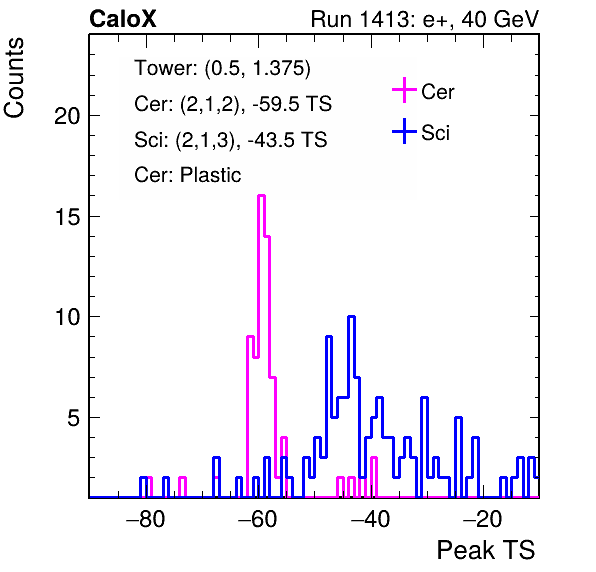 CaloX Run 1413: e+, 40 GeV
Counts
Tower: (0.5, 1.375)
Cer: (2,1,2), -59.5 TS
Sci: (2,1,3), -43.5 TS
Cer: Plastic
Cer
Sci
20
15
10
5
−80 −60 −40 −20
Peak TS